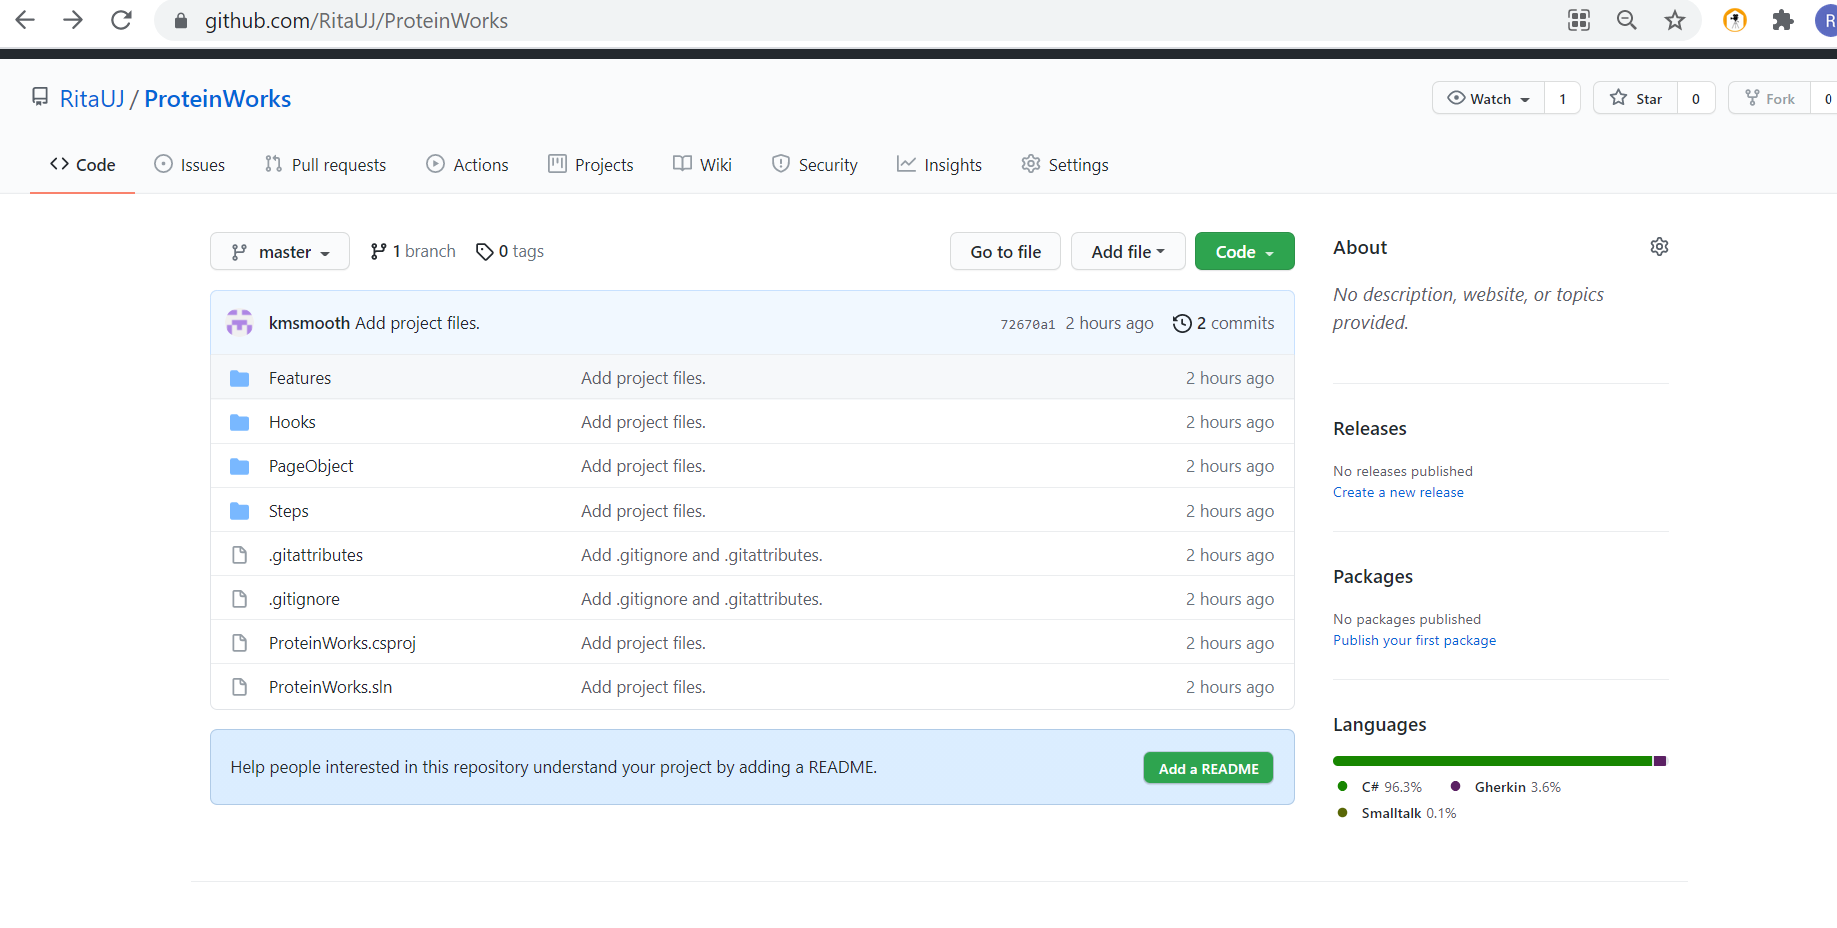 github.com/RitaUJ/ProteinWorks
R
RitaUJ / ProteinWorks
Watch 1 Star 0 Fork 0
Code Issues Pull requests Actions Projects Wiki Security Insights Settings
master 1 branch 0 tags Go to file Add file Code
kmsmooth Add project files. 72670a1 2 hours ago 2 commits
Features Add project files. 2 hours ago
Hooks Add project files. 2 hours ago
PageObject Add project files. 2 hours ago
Steps Add project files. 2 hours ago
.gitattributes Add .gitignore and .gitattributes. 2 hours ago
.gitignore Add .gitignore and .gitattributes. 2 hours ago
ProteinWorks.csproj Add project files. 2 hours ago
ProteinWorks.sln Add project files. 2 hours ago
Help people interested in this repository understand your project by adding a README. Add a README
About
No description, website, or topics
provided.
Releases
No releases published
Create a new release
Packages
No packages published
Publish your first package
Languages
C# 96.3% Gherkin 3.6%
Smalltalk 0.1%